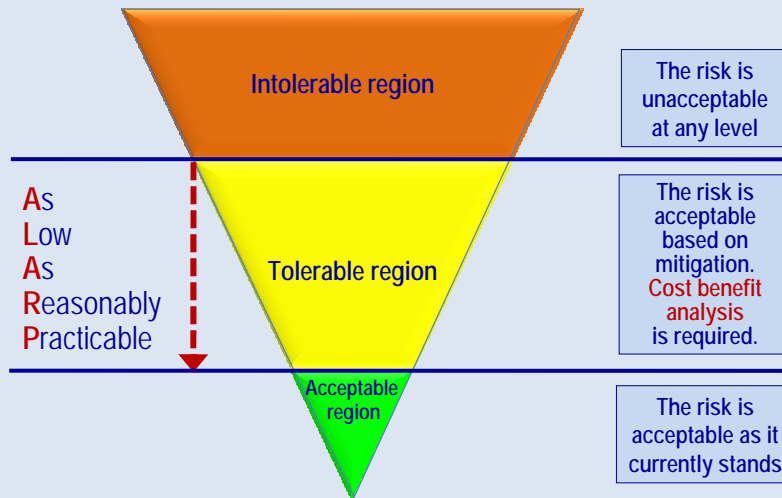 Intolerable region
The risk is
unacceptable
at any level
As
Low
As
Reasonably
Practicable
Tolerable region
The risk is
acceptable
based on
mitigation.
Cost benefit
analysis
is required.
Acceptable
region
The risk is
acceptable as it
currently stands